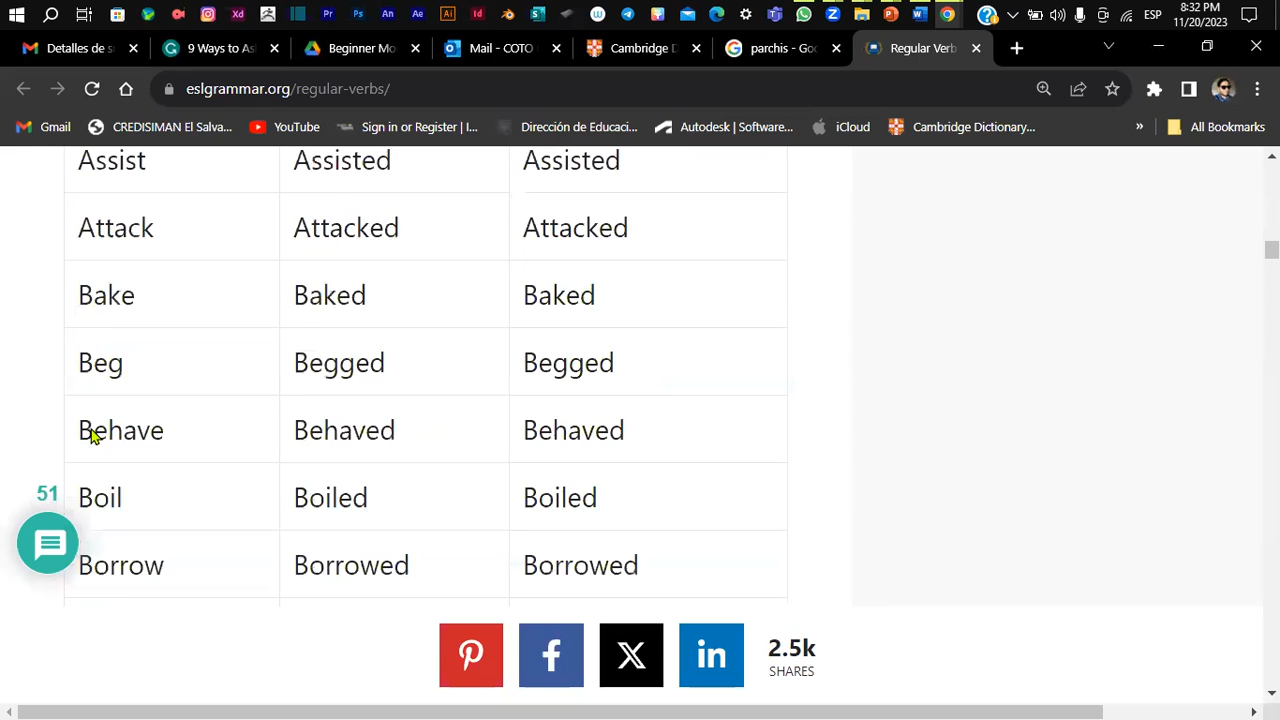 8:32 PM
ESP
11/20/2023
Detalles de s
9 Ways to As
Beginner Mo
Mail - COTO
Cambridge D
parchis - Goo
Regular Verb
eslgrammar.org/regular-verbs/
Gmail
CREDISIMAN El Salva...
YouTube
Sign in or Register | I...
Dirección de Educaci...
Autodesk | Software...
iCloud
Cambridge Dictionary...
»
All Bookmarks
Assist Assisted Assisted
Attack Attacked Attacked
Bake Baked Baked
Beg Begged Begged
Behave Behaved Behaved
51
Boil Boiled Boiled
Borrow Borrowed Borrowed
2.5k
SHARES